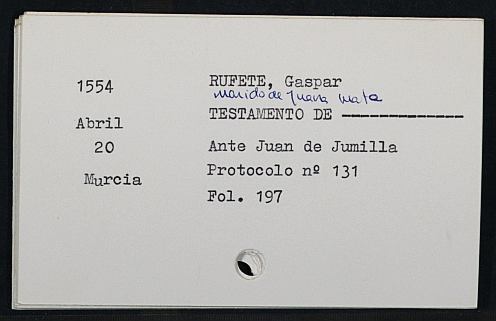 1554
Abril
20
Murcia
RUFETE, Gaspar
marido de Juana Mata
TESTAMENTO DE -------------
Ante Juan de Jumilla
Protocolo nº 131
Fol. 197